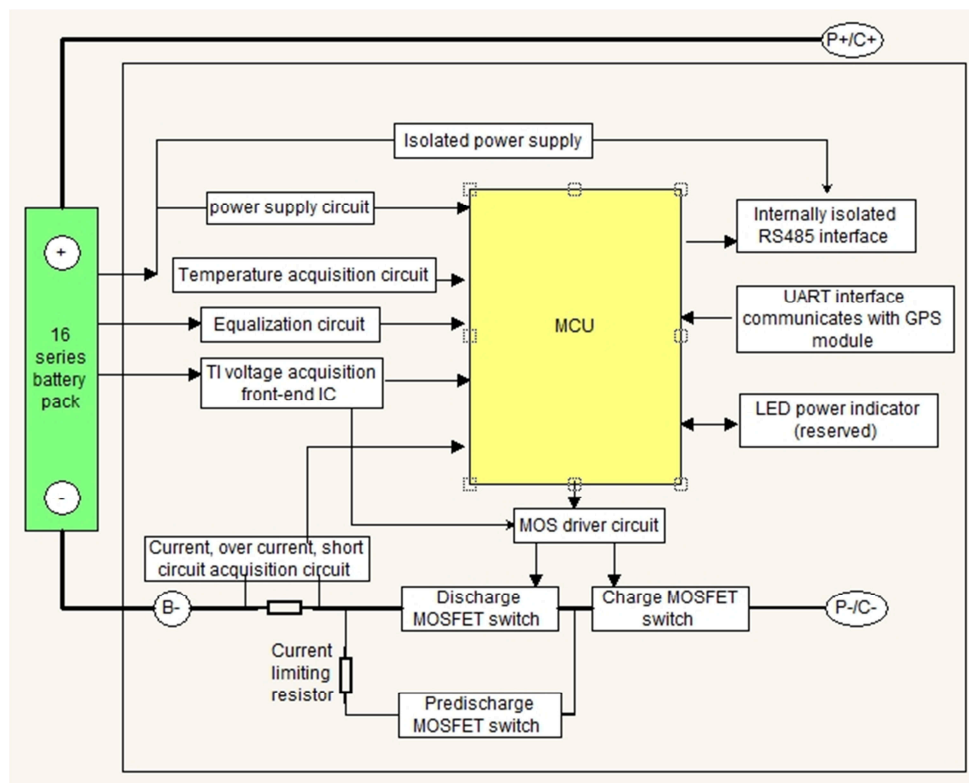 P+/C+
Isolated power supply
power supply circuit
Internally isolated
RS485 interface
+
Temperature acquisition circuit
UART interface
communicates with GPS
module
Equalization circuit
MCU
16
series
battery
pack
TI voltage acquisition
front-end IC
LED power indicator
(reserved)
-
MOS driver circuit
Current, over current, short
circuit acquisition circuit
B-
Discharge
MOSFET switch
Charge MOSFET
switch
P-/C-
Current
limiting
resistor
Predischarge
MOSFET switch